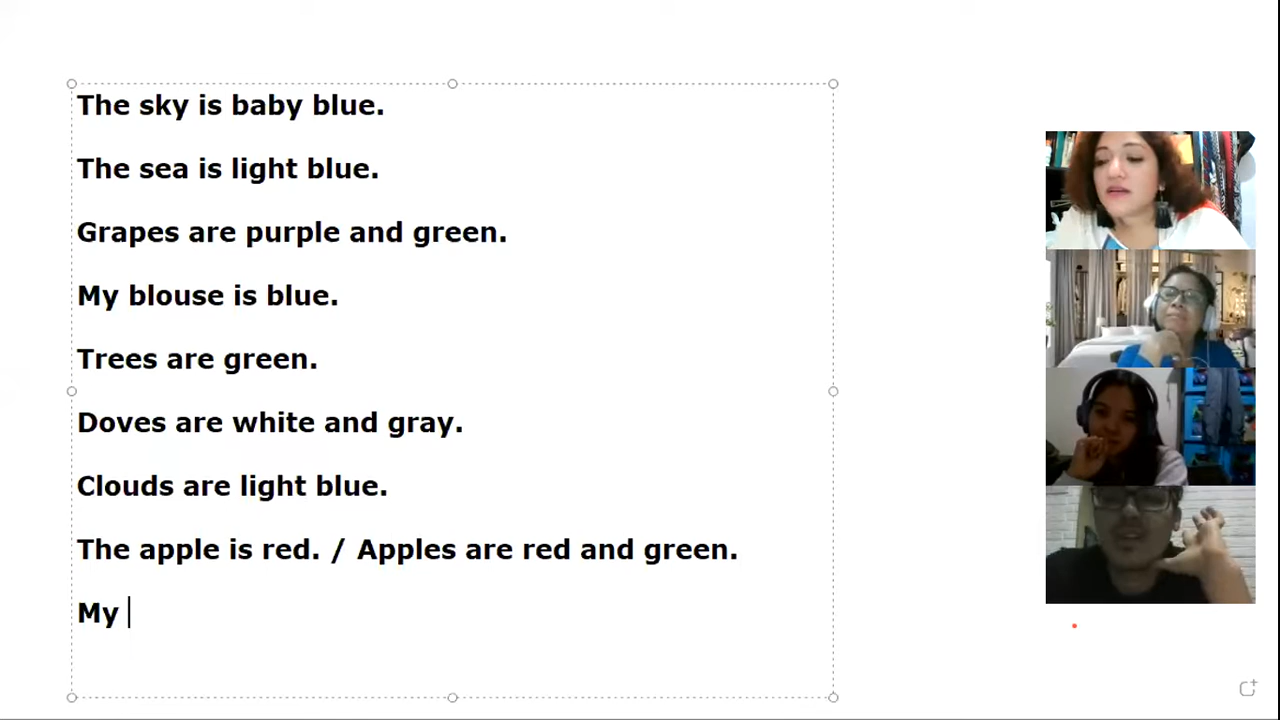 The sky is baby blue.
The sea is light blue.
Grapes are purple and green.
My blouse is blue.
Trees are green.
Doves are white and gray.
Clouds are light blue.
The apple is red. / Apples are red and green.
My